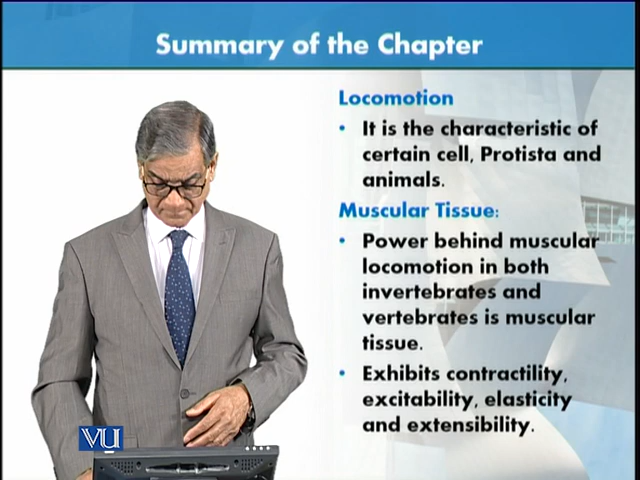 Summary of the Chapter
Locomotion
• It is the characteristic of
certain cell, Protista and
animals.
Muscular Tissue:
• Power behind muscular
locomotion in both
invertebrates and
vertebrates is muscular
tissue.
• Exhibits contractility,
excitability, elasticity
and extensibility.
VU